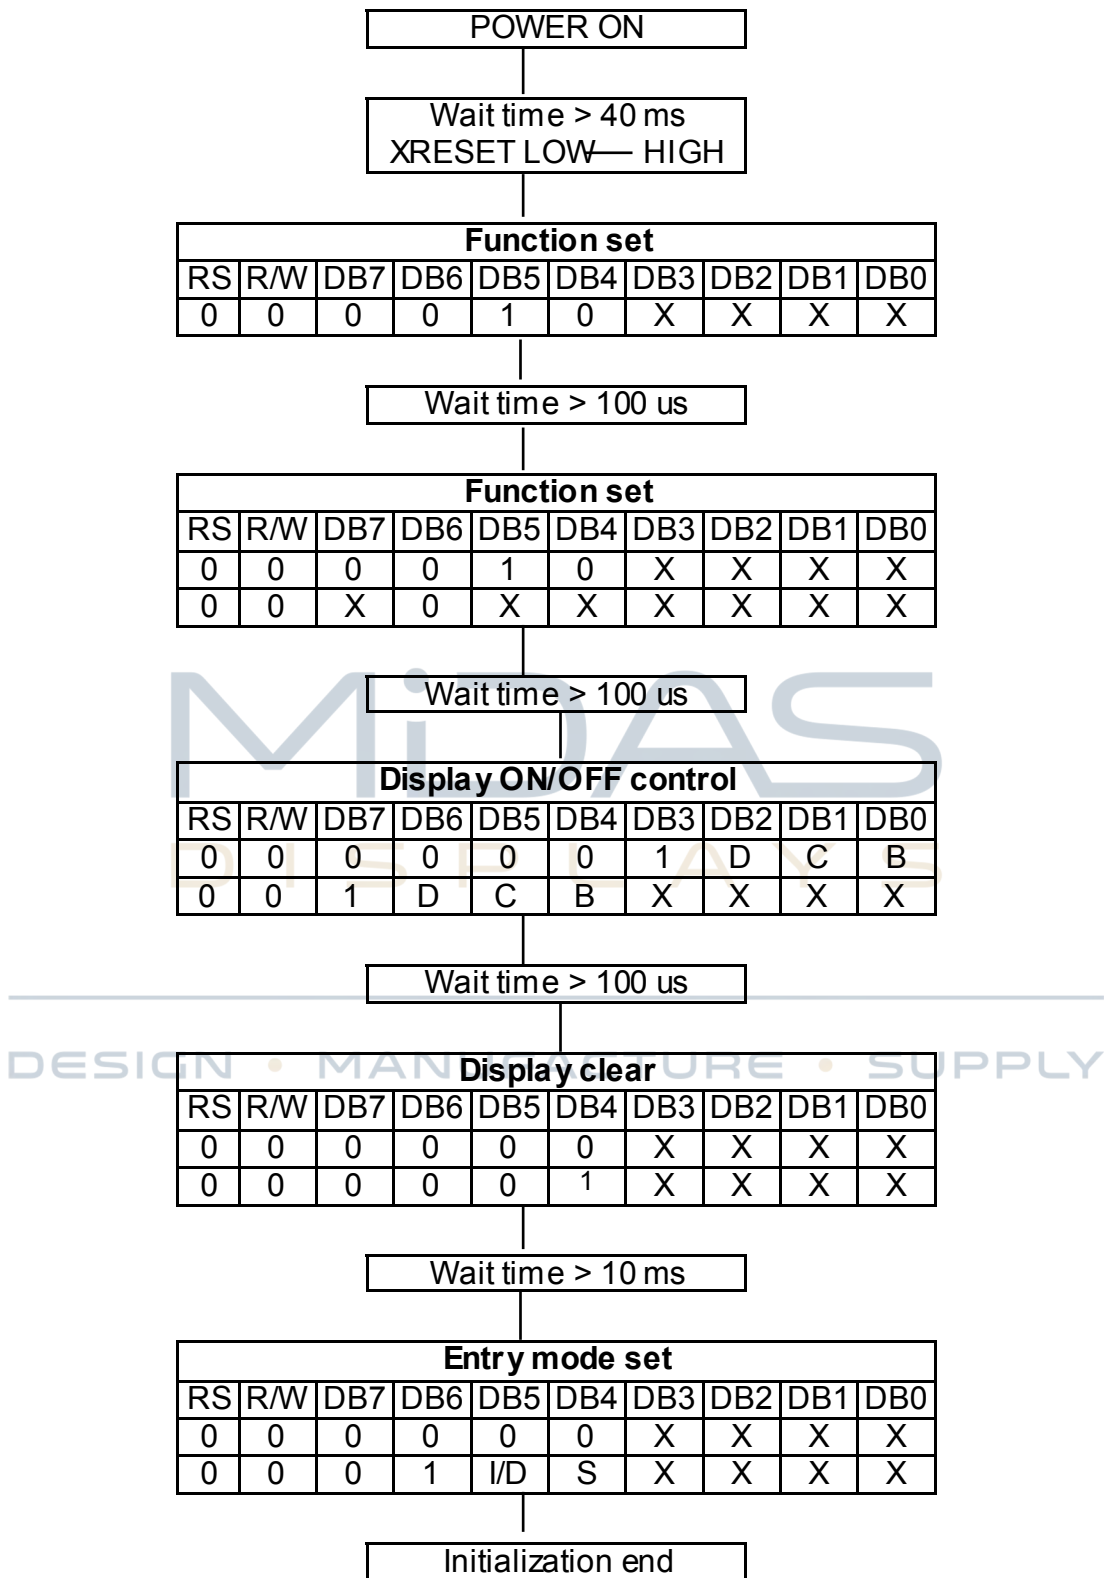 POWER ON
Wait time > 40 ms
XRESET LOW — HIGH
Function set
RS R/W DB7 DB6 DB5 DB4 DB3 DB2 DB1 DB0
0 0 0 0 1 0 X X X X
Wait time > 100 us
Function set
RS R/W DB7 DB6 DB5 DB4 DB3 DB2 DB1 DB0
0 0 0 0 1 0 X X X X
0 0 X 0 X X X X X X
MiDAS
Wait time > 100 us
Display ON/OFF control
RS R/W DB7 DB6 DB5 DB4 DB3 DB2 DB1 DB0
0 0 0 0 0 0 1 D C B
DISPLAYS
0 0 1 D C B X X X X
Wait time > 100 us
DESIGN • MANUFACTURE • SUPPLY
Display clear
RS R/W DB7 DB6 DB5 DB4 DB3 DB2 DB1 DB0
0 0 0 0 0 0 X X X X
0 0 0 0 0 1 X X X X
Wait time > 10 ms
Entry mode set
RS R/W DB7 DB6 DB5 DB4 DB3 DB2 DB1 DB0
0 0 0 0 0 0 X X X X
0 0 0 1 I/D S X X X X
Initialization end